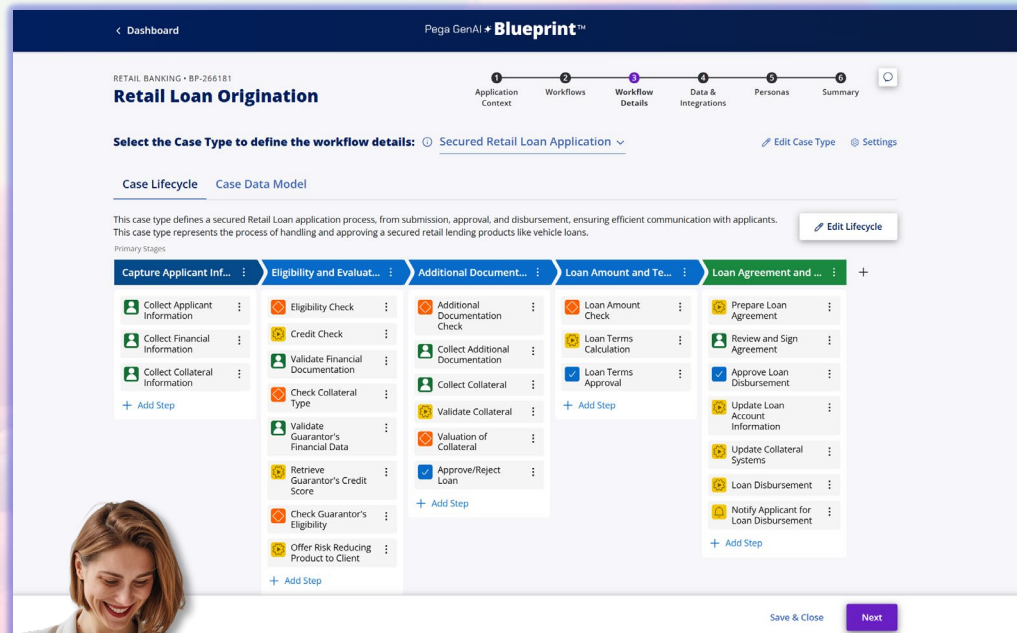 Dashboard
Pega GenAI Blueprint™
RETAIL BANKING • BP-266181
Retail Loan Origination
1
2
3
4
5
6
Application
Context
Workflows
Workflow
Details
Data &
Integrations
Personas
Summary
Select the Case Type to define the workflow details:
Secured Retail Loan Application
Edit Case Type
Settings
Case Lifecycle
Case Data Model
This case type defines a secured Retail Loan application process, from submission, approval, and disbursement, ensuring efficient communication with applicants.
This case type represents the process of handling and approving a secured retail lending products like vehicle loans.
Edit Lifecycle
Primary Stages
Capture Applicant Inf...
Collect Applicant
Information
Collect Financial
Information
Collect Collateral
Information
+ Add Step
Eligibility and Evaluat...
Eligibility Check
Credit Check
Validate Financial
Documentation
Check Collateral
Type
Validate
Guarantor's
Financial Data
Retrieve
Guarantor's Credit
Score
Check Guarantor's
Eligibility
Offer Risk Reducing
Product to Client
+ Add Step
Additional Document...
Additional
Documentation
Check
Collect Additional
Documentation
Collect Collateral
Validate Collateral
Valuation of
Collateral
Approve/Reject
Loan
+ Add Step
Loan Amount and Te...
Loan Amount
Check
Loan Terms
Calculation
Loan Terms
Approval
+ Add Step
Loan Agreement and ...
Prepare Loan
Agreement
Review and Sign
Agreement
Approve Loan
Disbursement
Update Loan
Account
Information
Update Collateral
Systems
Loan Disbursement
Notify Applicant for
Loan Disbursement
+ Add Step
+
Save & Close
Next